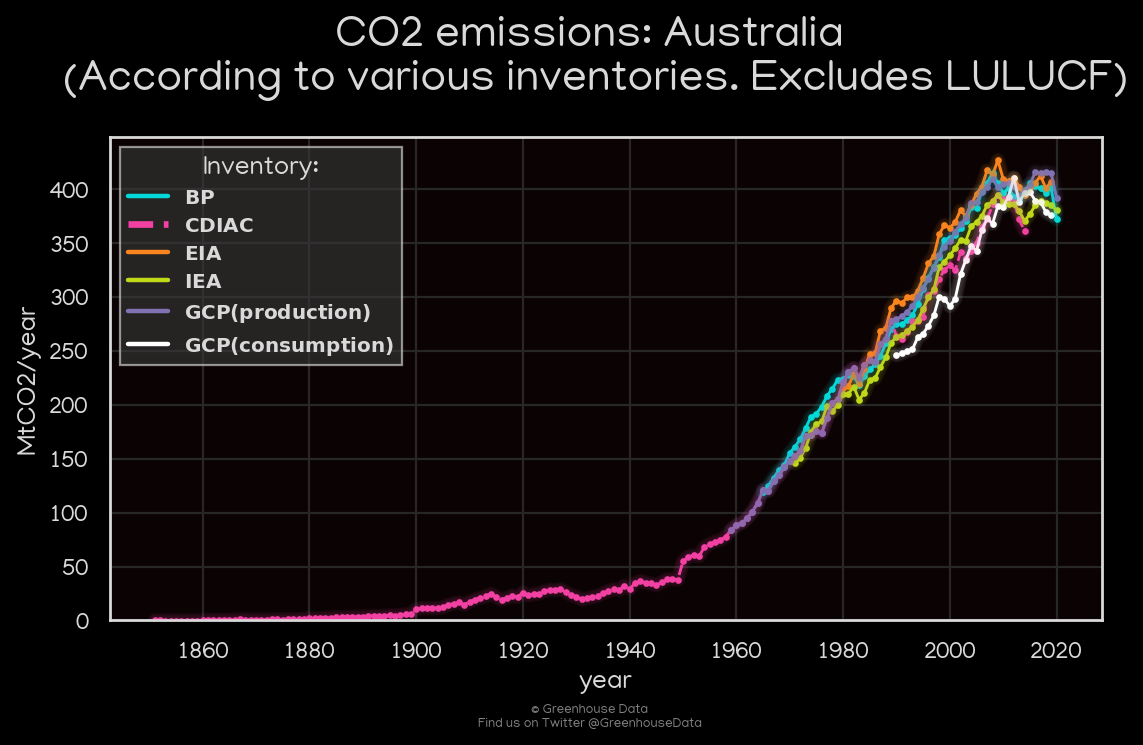 CO2 emissions: Australia
(According to various inventories. Excludes LULUCF)
Inventory:
BP
CDIAC
EIA
IEA
GCP(production)
GCP(consumption)
MtCO2/year
400
350
300
250
200
150
100
50
0
1860 1880 1900 1920 1940 1960 1980 2000 2020
year
© Greenhouse Data
Find us on Twitter @GreenhouseData